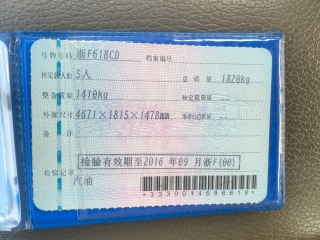 号牌号码 浙F618CD 档案编号
核定载人数 5人 总质量 1820kg
整备质量 1410kg 核定载质量 --
外廓尺寸 4671×1815×1478mm 准牵引总质量 --
备注
检验有效期至2016年09月浙F(00)
检验记录
汽油